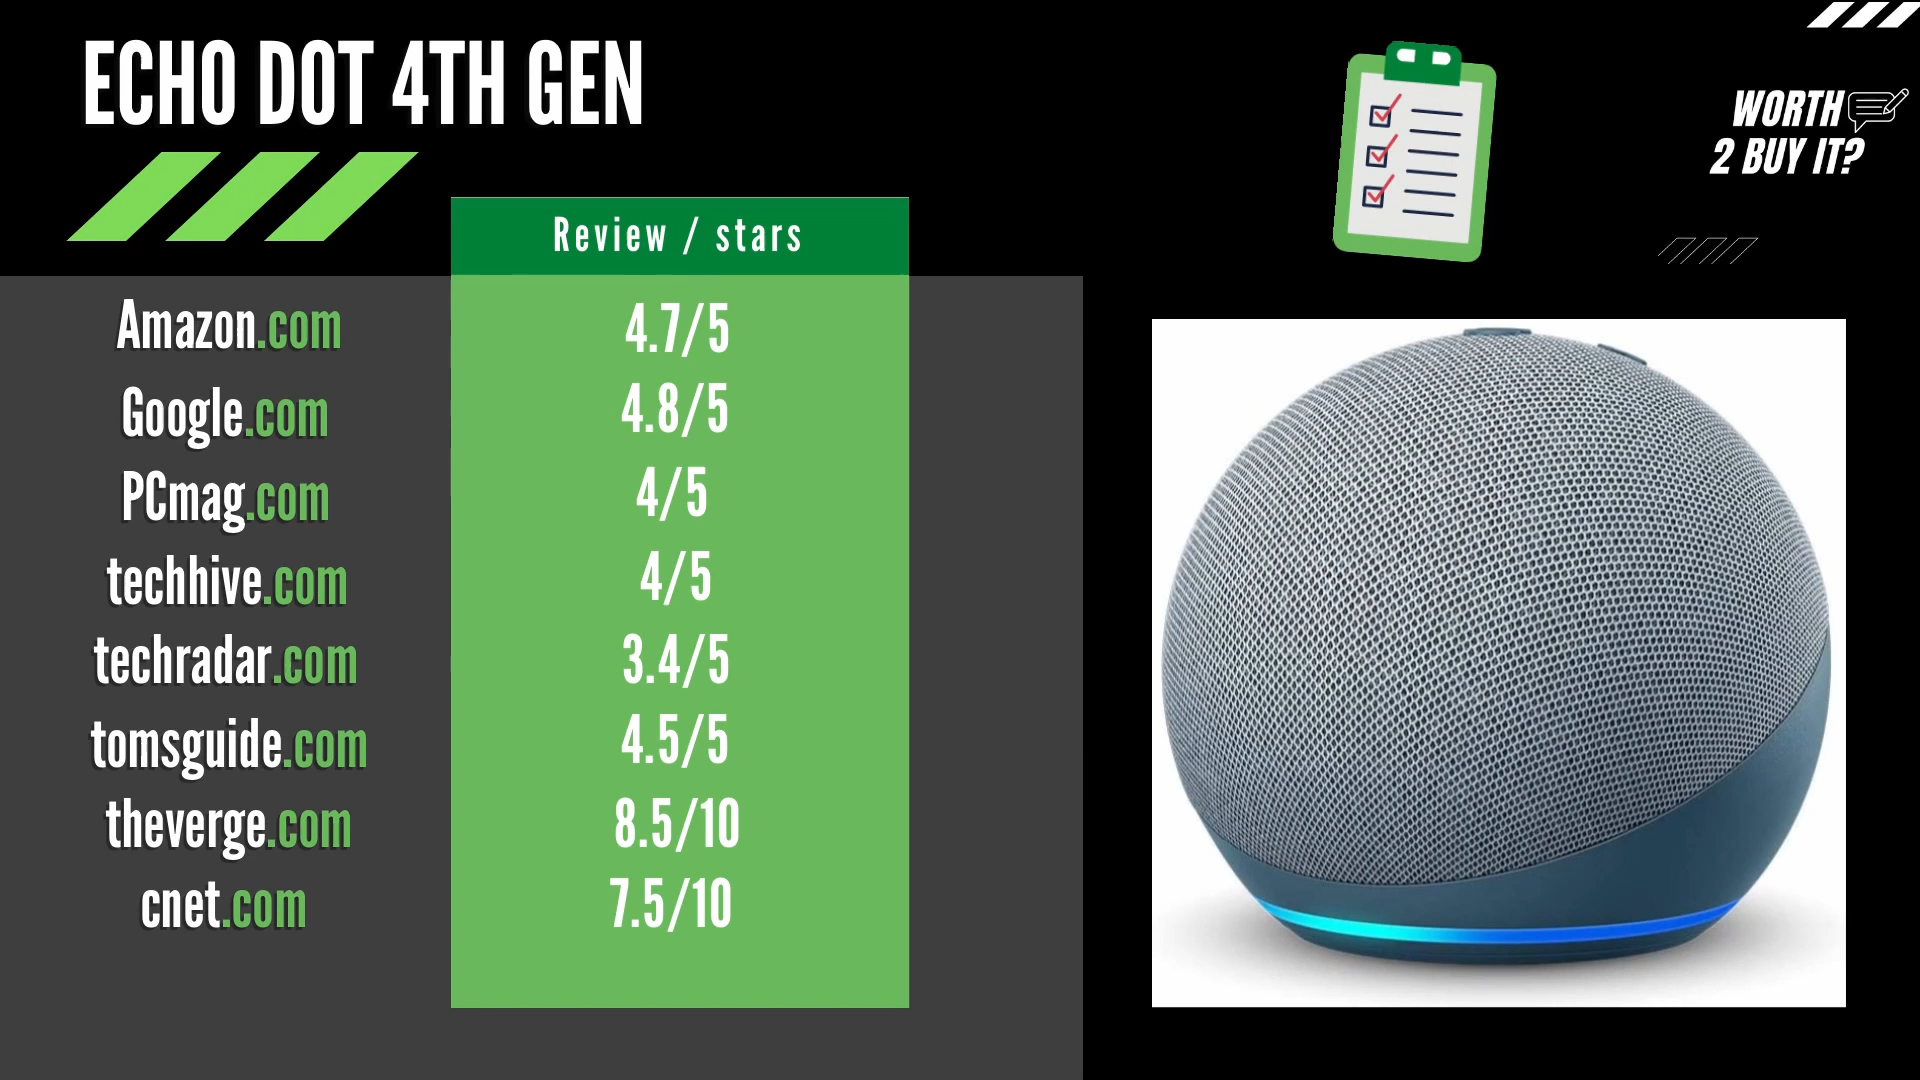 ECHO DOT 4TH GEN
WORTH
2 BUY IT?
Review / stars
Amazon.com 4.7/5
Google.com 4.8/5
PCmag.com 4/5
techhive.com 4/5
techradar.com 3.4/5
tomsguide.com 4.5/5
theverge.com 8.5/10
cnet.com 7.5/10